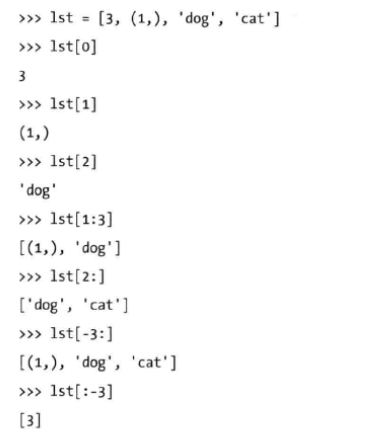 >>> lst = [3, (1,), 'dog', 'cat']
>>> lst[0]
3
>>> lst[1]
(1,)
>>> lst[2]
'dog'
>>> lst[1:3]
[(1,), 'dog']
>>> lst[2:]
['dog', 'cat']
>>> lst[-3:]
[(1,), 'dog', 'cat']
>>> lst[:-3]
[3]